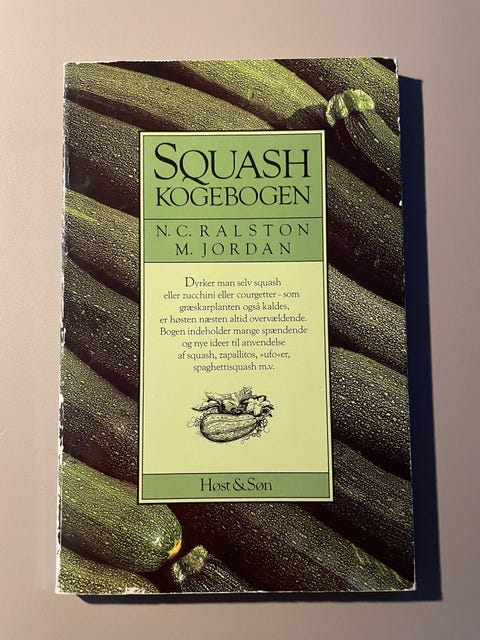 SQUASH
KOGEBOGEN
N. C. RALSTON
M. JORDAN
Dyrker man selv squash
eller zucchini eller courgetter – som
græskarplanten også kaldes,
er høsten næsten altid overvældende.
Bogen indeholder mange spændende
og nye ideer til anvendelse
af squash, zapallitos, »ufo«er,
spaghettisquash m.v.
Høst & Søn